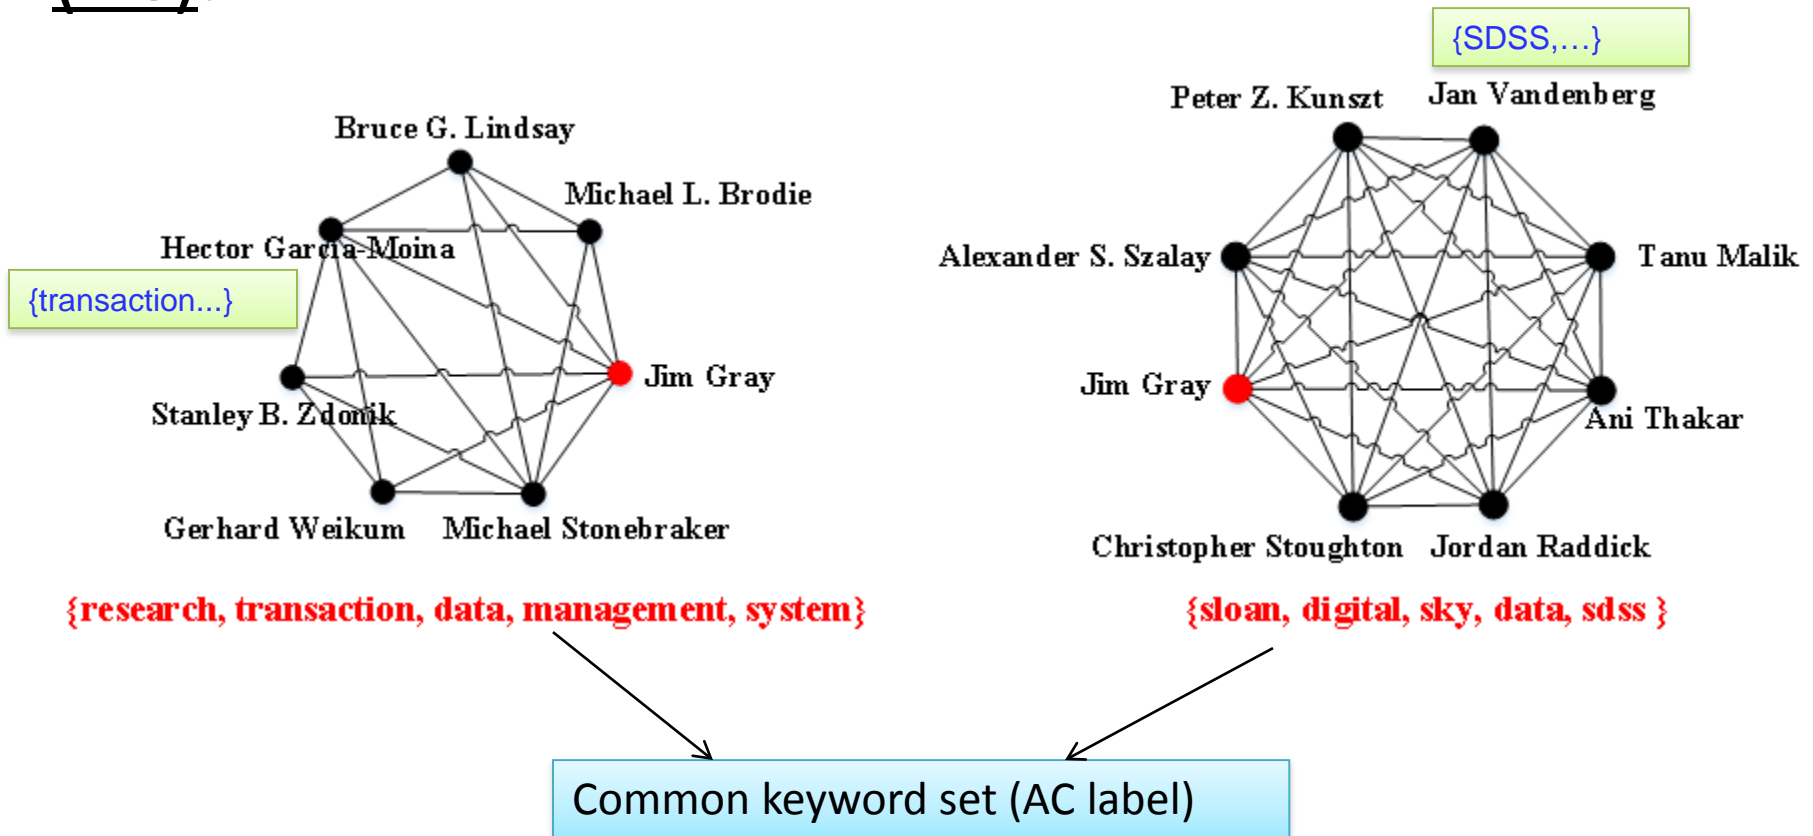 {SDSS,...}
Peter Z. Kunszt
Jan Vandenberg
Bruce G. Lindsay
Michael L. Brodie
Hector Garcia-Moina
Alexander S. Szalay
Tanu Malik
{transaction...}
Jim Gray
Jim Gray
Stanley B. Zdonik
Ani Thakar
Gerhard Weikum
Michael Stonebraker
Christopher Stoughton
Jordan Raddick
{research, transaction, data, management, system}
{sloan, digital, sky, data, sdss }
Common keyword set (AC label)